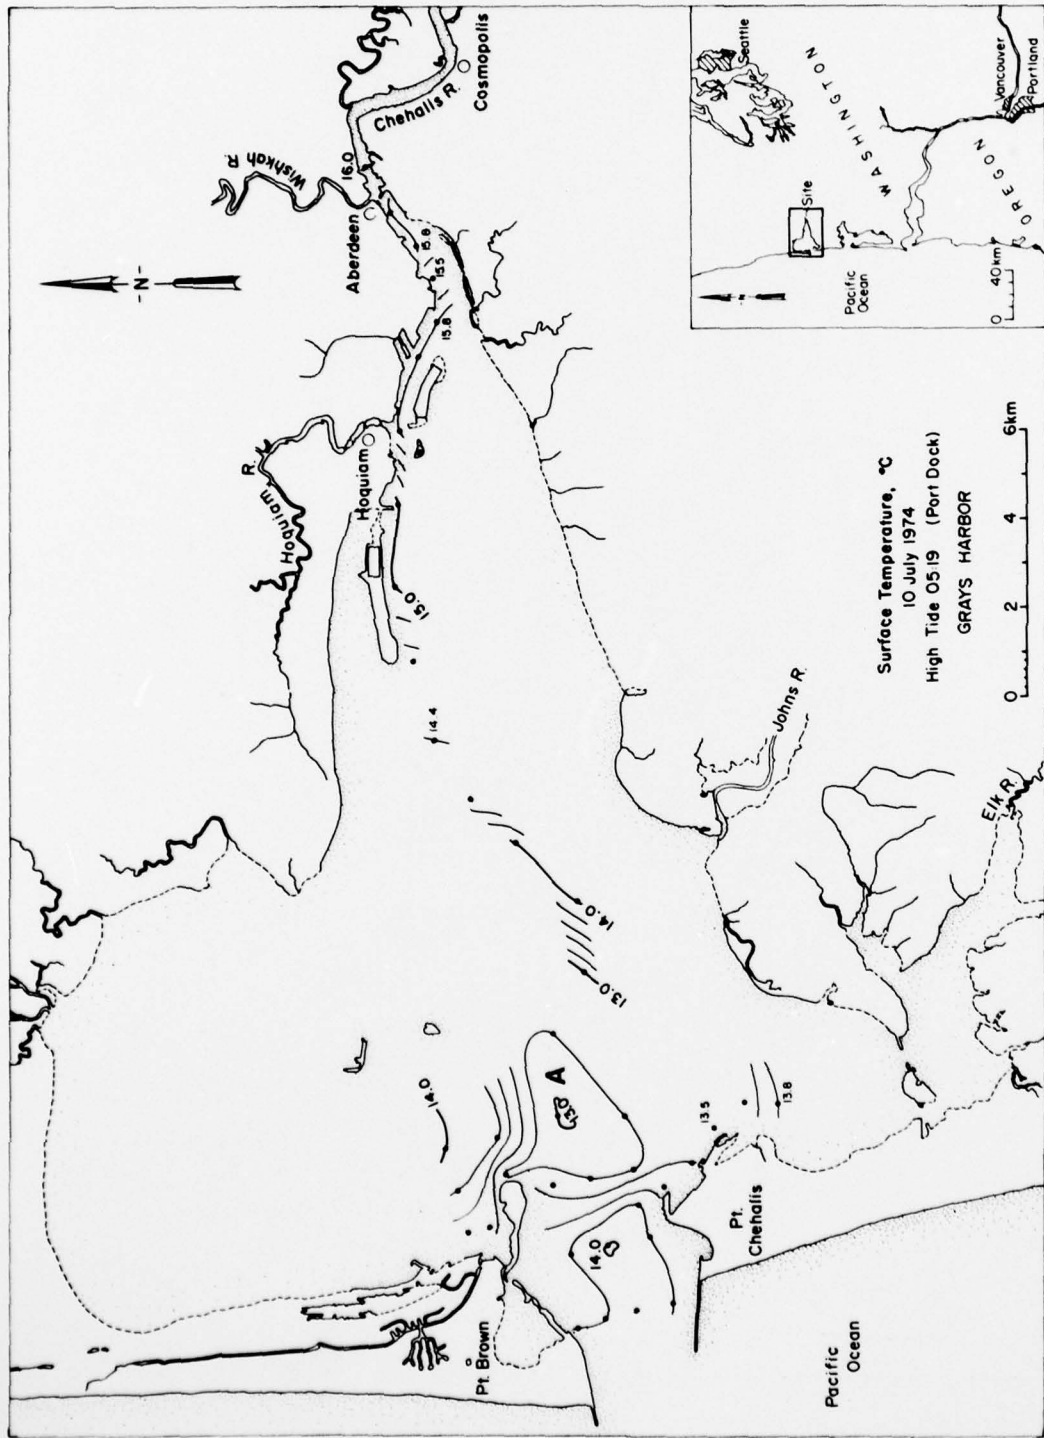 Cosmopolis
Chehalis R.
Wishkah
R.
16.0
Aberdeen
15.8
15.5
15.8
-N-
Hoquiam
R.
Hoquiam
15.0
14.4
14.0
13.0
14.0
A
13.0
13.5
13.8
14.0
Pt. Brown
Pt.
Chehalis
Pacific
Ocean
Johns R.
Elk R.
Surface Temperature, °C
10 July 1974
High Tide 05:19 (Port Dock)
GRAYS HARBOR
0 2 4 6km
Seattle
WASHINGTON
Vancouver
Portland
OREGON
Site
N
Pacific
Ocean
0 40km